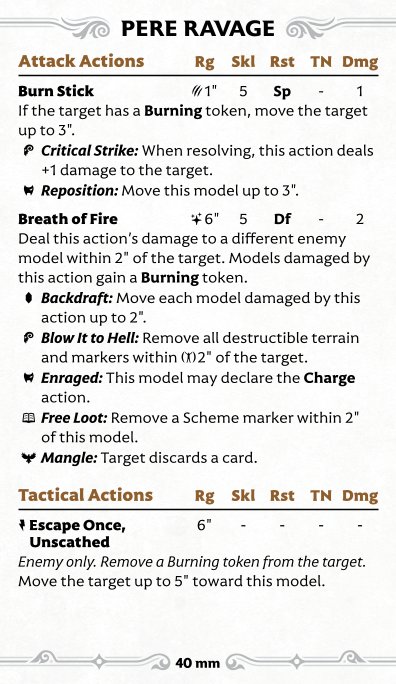 PERE RAVAGE
Attack Actions Rg Skl Rst TN Dmg
Burn Stick 1" 5 Sp - 1
If the target has a Burning token, move the target
up to 3".
Critical Strike: When resolving, this action deals
+1 damage to the target.
Reposition: Move this model up to 3".
Breath of Fire 6" 5 Df - 2
Deal this action's damage to a different enemy
model within 2" of the target. Models damaged by
this action gain a Burning token.
Backdraft: Move each model damaged by this
action up to 2".
Blow It to Hell: Remove all destructible terrain
and markers within 2" of the target.
Enraged: This model may declare the Charge
action.
Free Loot: Remove a Scheme marker within 2"
of this model.
Mangle: Target discards a card.
Tactical Actions Rg Skl Rst TN Dmg
Escape Once, 6" - - - -
Unscathed
Enemy only. Remove a Burning token from the target.
Move the target up to 5" toward this model.
40 mm